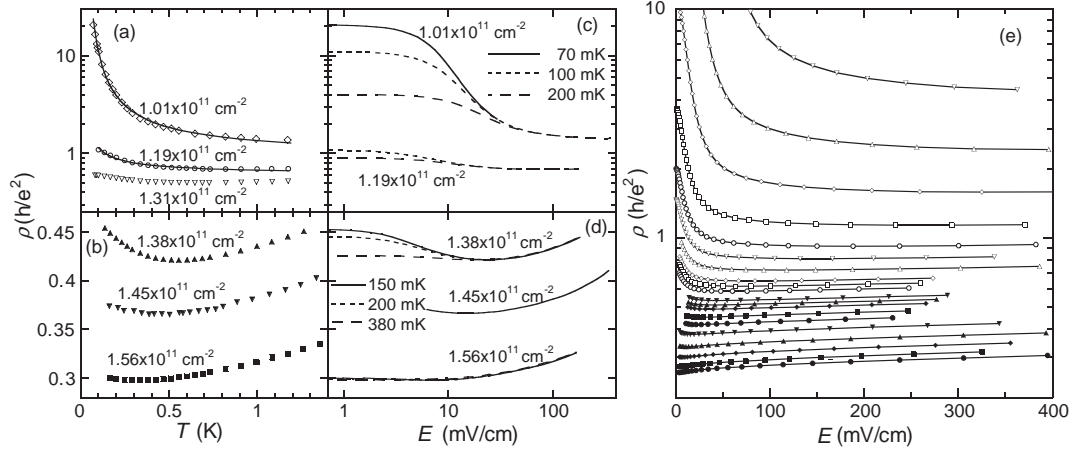 (a)
10
1
ρ (h/e²)
1.01x10¹¹ cm⁻²
1.19x10¹¹ cm⁻²
1.31x10¹¹ cm⁻²
(c)
1.01x10¹¹ cm⁻²
70 mK
100 mK
200 mK
1.19x10¹¹ cm⁻²
(b)
0.45
0.4
0.35
0.3
1.38x10¹¹ cm⁻²
1.45x10¹¹ cm⁻²
1.56x10¹¹ cm⁻²
0 0.5 1
T (K)
(d)
1.38x10¹¹ cm⁻²
150 mK
200 mK
380 mK
1.45x10¹¹ cm⁻²
1.56x10¹¹ cm⁻²
1 10 100
E (mV/cm)
(e)
10
1
ρ (h/e²)
0 100 200 300 400
E (mV/cm)